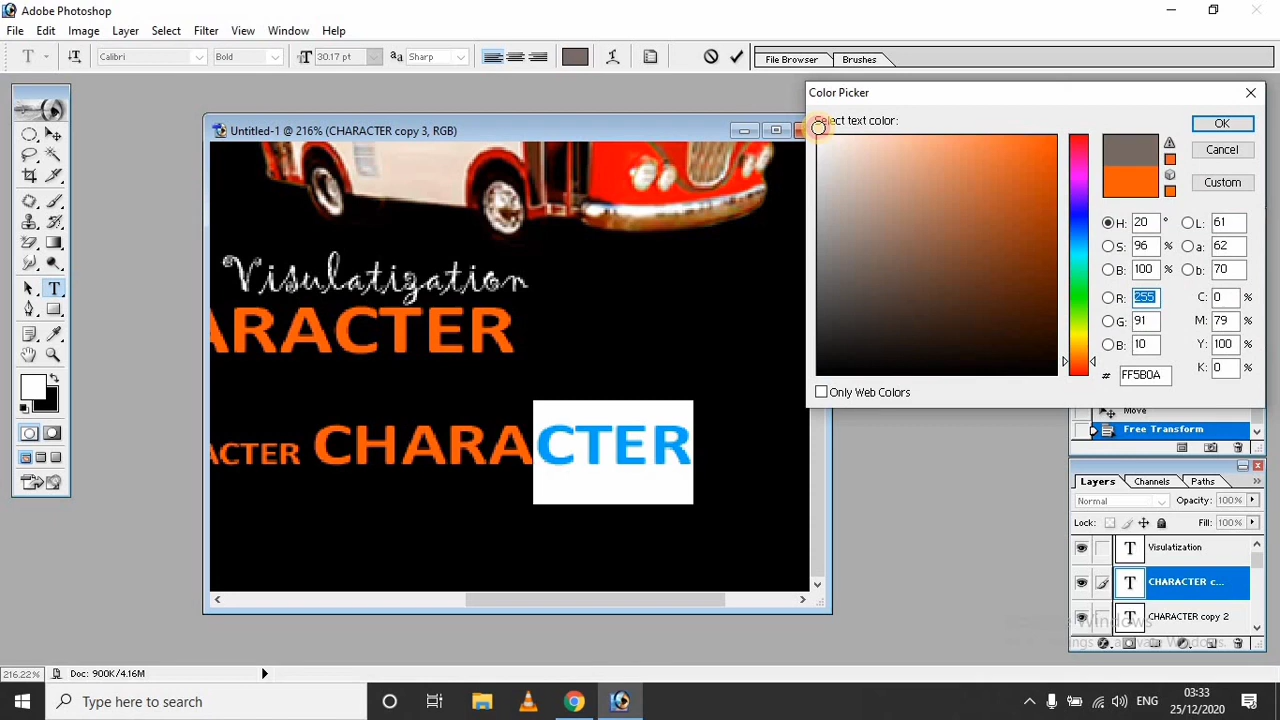 Adobe Photoshop
File Edit Image Layer Select Filter View Window Help
T Calibri Bold T 30.17 pt aa Sharp File Browser Brushes
Color Picker
Select text color:
OK
Cancel
Custom
H: 20 ° L: 61
S: 96 % a: 62
B: 100 % b: 70
R: 255 C: 0 %
G: 91 M: 79 %
B: 10 Y: 100 %
# FF5B0A K: 0 %
Only Web Colors
Untitled-1 @ 216% (CHARACTER copy 3, RGB)
Visulatization
ARACTER
ACTER CHARACTER
Move
Free Transform
Layers Channels Paths
Normal Opacity: 100%
Lock: Fill: 100%
T Visulatization
T CHARACTER c...
T CHARACTER copy 2
216.22% Doc: 900K/4.16M
Type here to search
ENG
03:33
25/12/2020